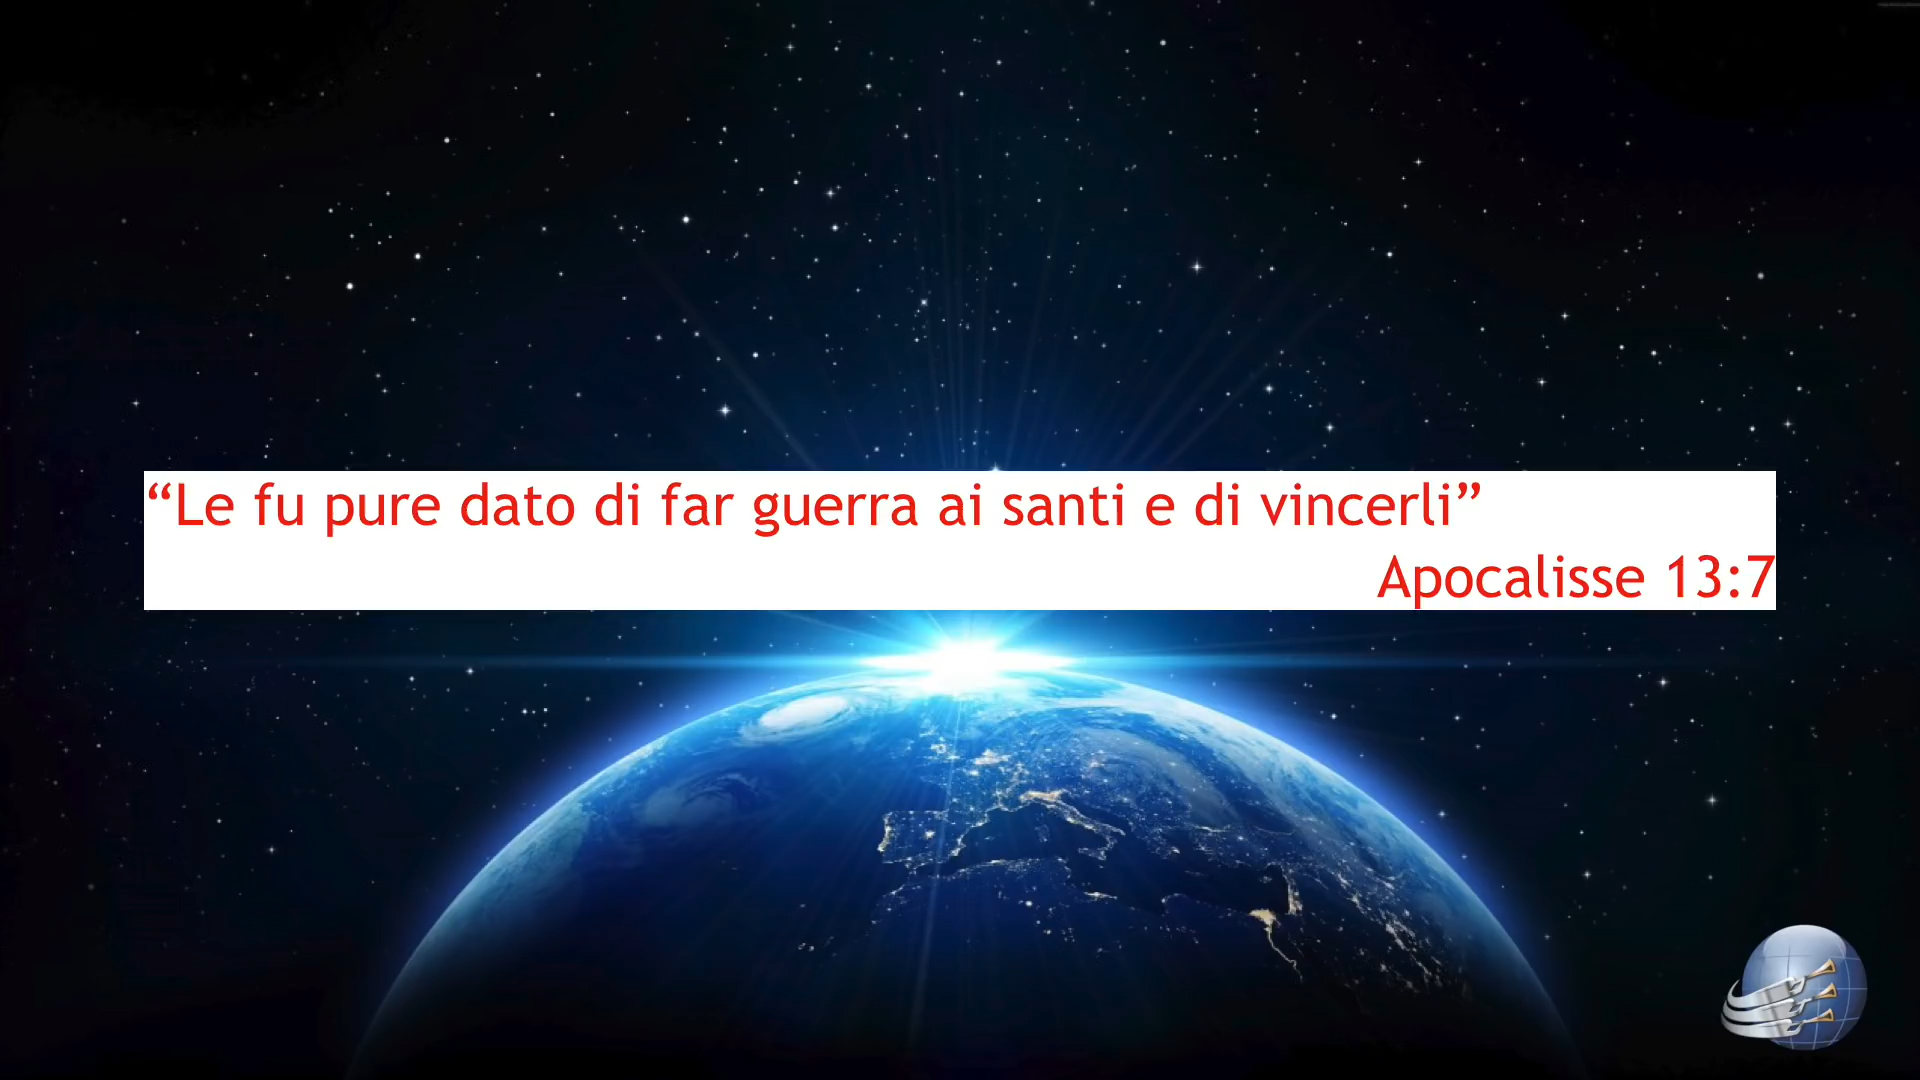 “Le fu pure dato di far guerra ai santi e di vincerli”
Apocalisse 13:7